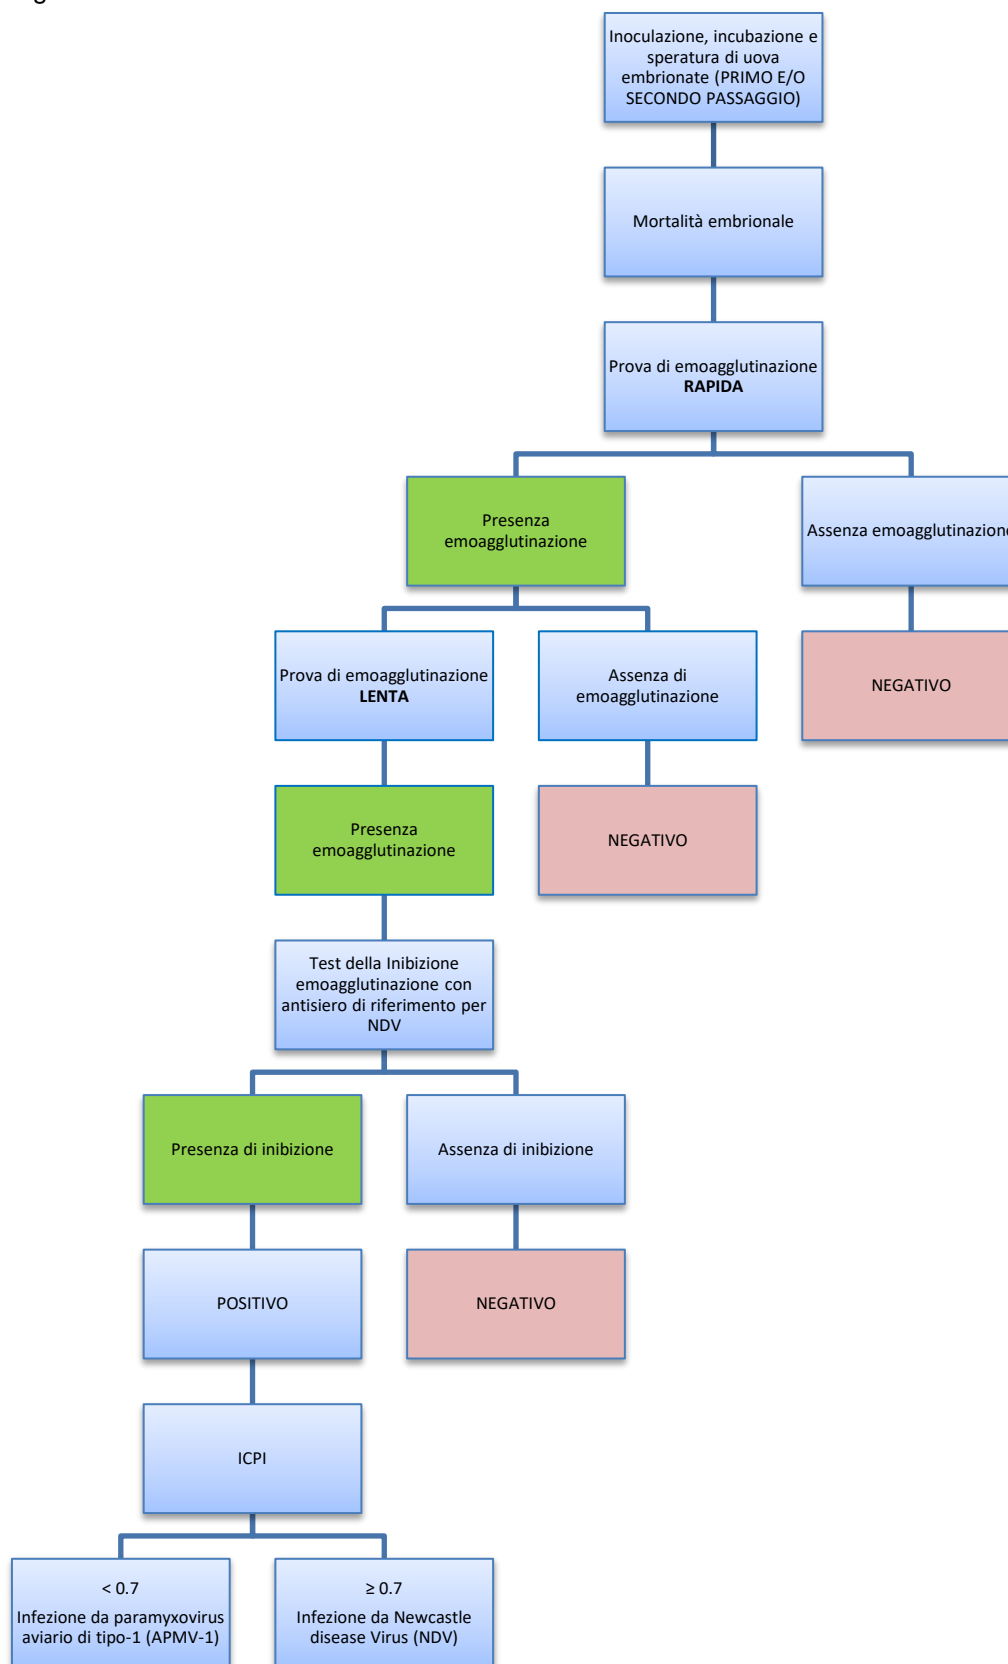 Inoculazione, incubazione e
speratura di uova
embrionate (PRIMO E/O
SECONDO PASSAGGIO)
Mortalità embrionale
Prova di emoagglutinazione
RAPIDA
Presenza
emoagglutinazione
Assenza emoagglutinazione
Prova di emoagglutinazione
LENTA
Assenza di
emoagglutinazione
NEGATIVO
Presenza
emoagglutinazione
NEGATIVO
Test della Inibizione
emoagglutinazione con
antisiero di riferimento per
NDV
Presenza di inibizione
Assenza di inibizione
POSITIVO
NEGATIVO
ICPI
< 0.7
Infezione da paramyxovirus
aviario di tipo-1 (APMV-1)
≥ 0.7
Infezione da Newcastle
disease Virus (NDV)